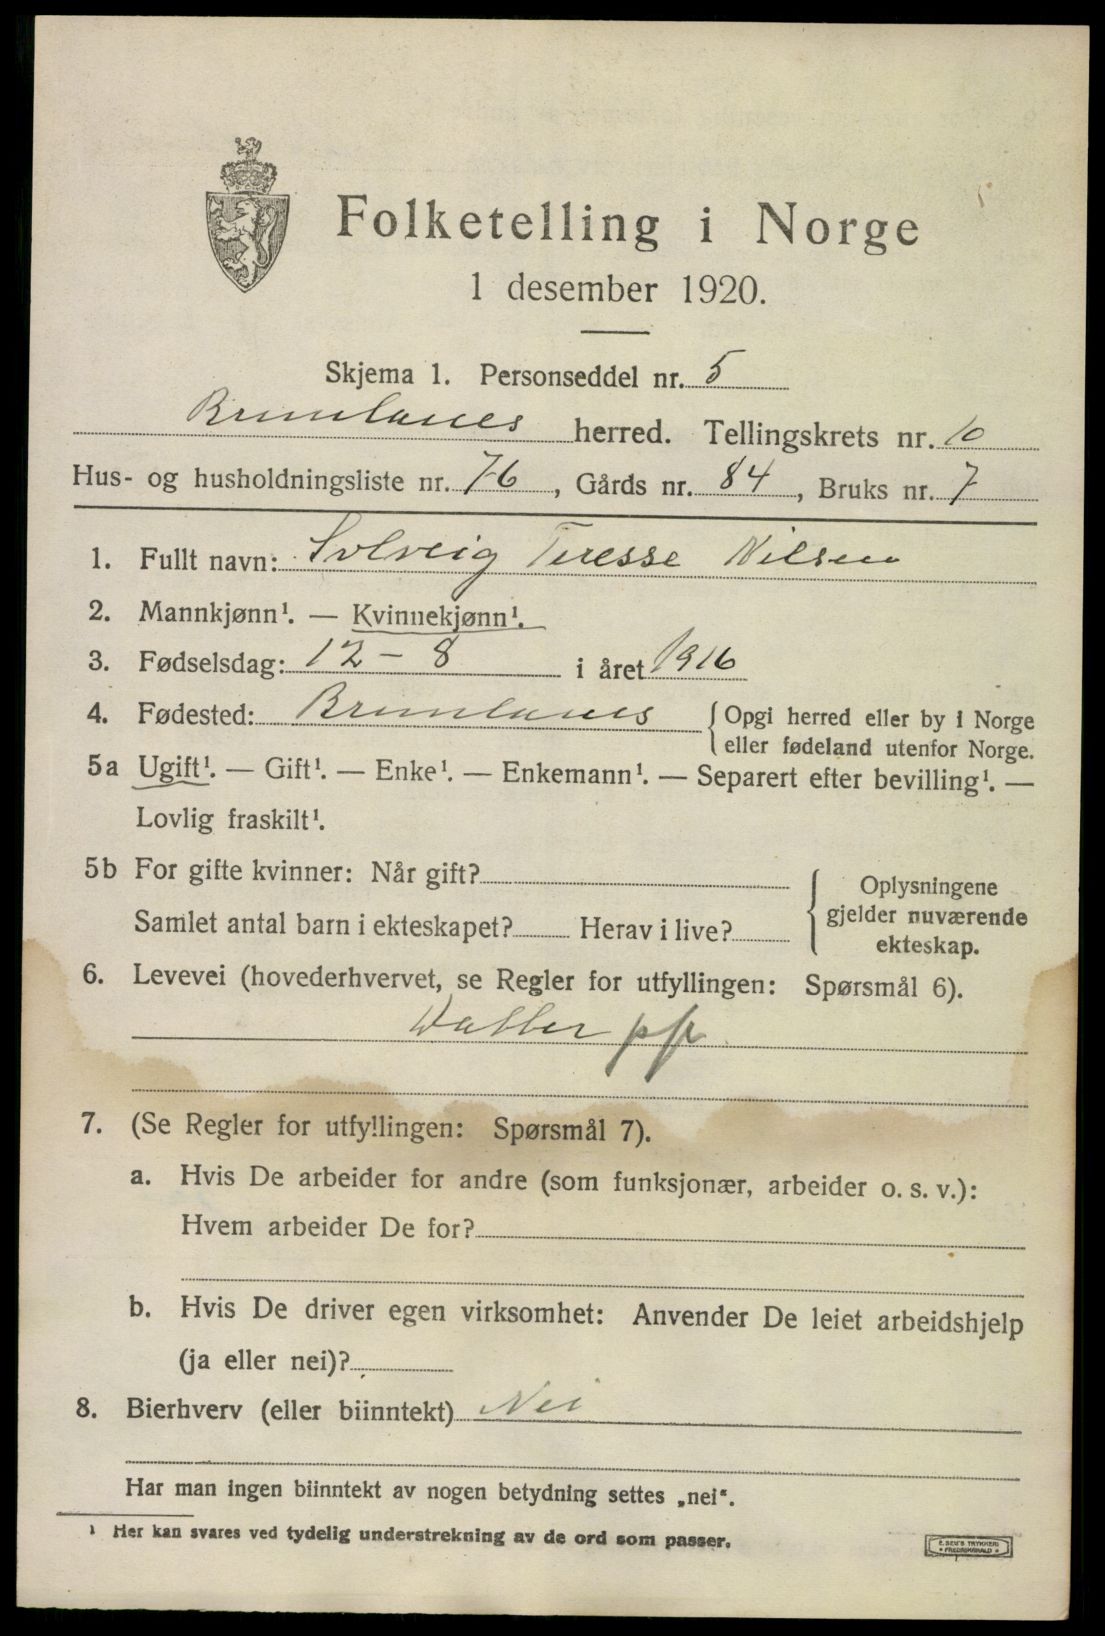 Folketelling i Norge
1 desember 1920.
Skjema 1. Personseddel nr. 5
Brunlanes herred. Tellingskrets nr. 10
Hus- og husholdningsliste nr. 76, Gårds nr. 84, Bruks nr. 7
1. Fullt navn: Solveig Teresse Nilsen
2. Mannkjønn¹. — Kvinnekjønn¹.
3. Fødselsdag: 12 - 8 i året 1916
4. Fødested: Brunlanes {Opgi herred eller by i Norge
eller fødeland utenfor Norge.
5a Ugift¹. — Gift¹. — Enke¹. — Enkemann¹. — Separert efter bevilling¹. —
Lovlig fraskilt¹.
5b For gifte kvinner: Når gift?
Samlet antal barn i ekteskapet? Herav i live?
Oplysningene
gjelder nuværende
ekteskap.
6. Levevei (hovederhvervet, se Regler for utfyllingen: Spørsmål 6).
Datter
7. (Se Regler for utfyllingen: Spørsmål 7).
a. Hvis De arbeider for andre (som funksjonær, arbeider o. s. v.):
Hvem arbeider De for?
b. Hvis De driver egen virksomhet: Anvender De leiet arbeidshjelp
(ja eller nei)?
8. Bierhverv (eller biinntekt) Nei
Har man ingen biinntekt av nogen betydning settes „nei“.
¹ Her kan svares ved tydelig understrekning av de ord som passer.
E. SEM'S TRYKKERI
FREDRIKSHALD